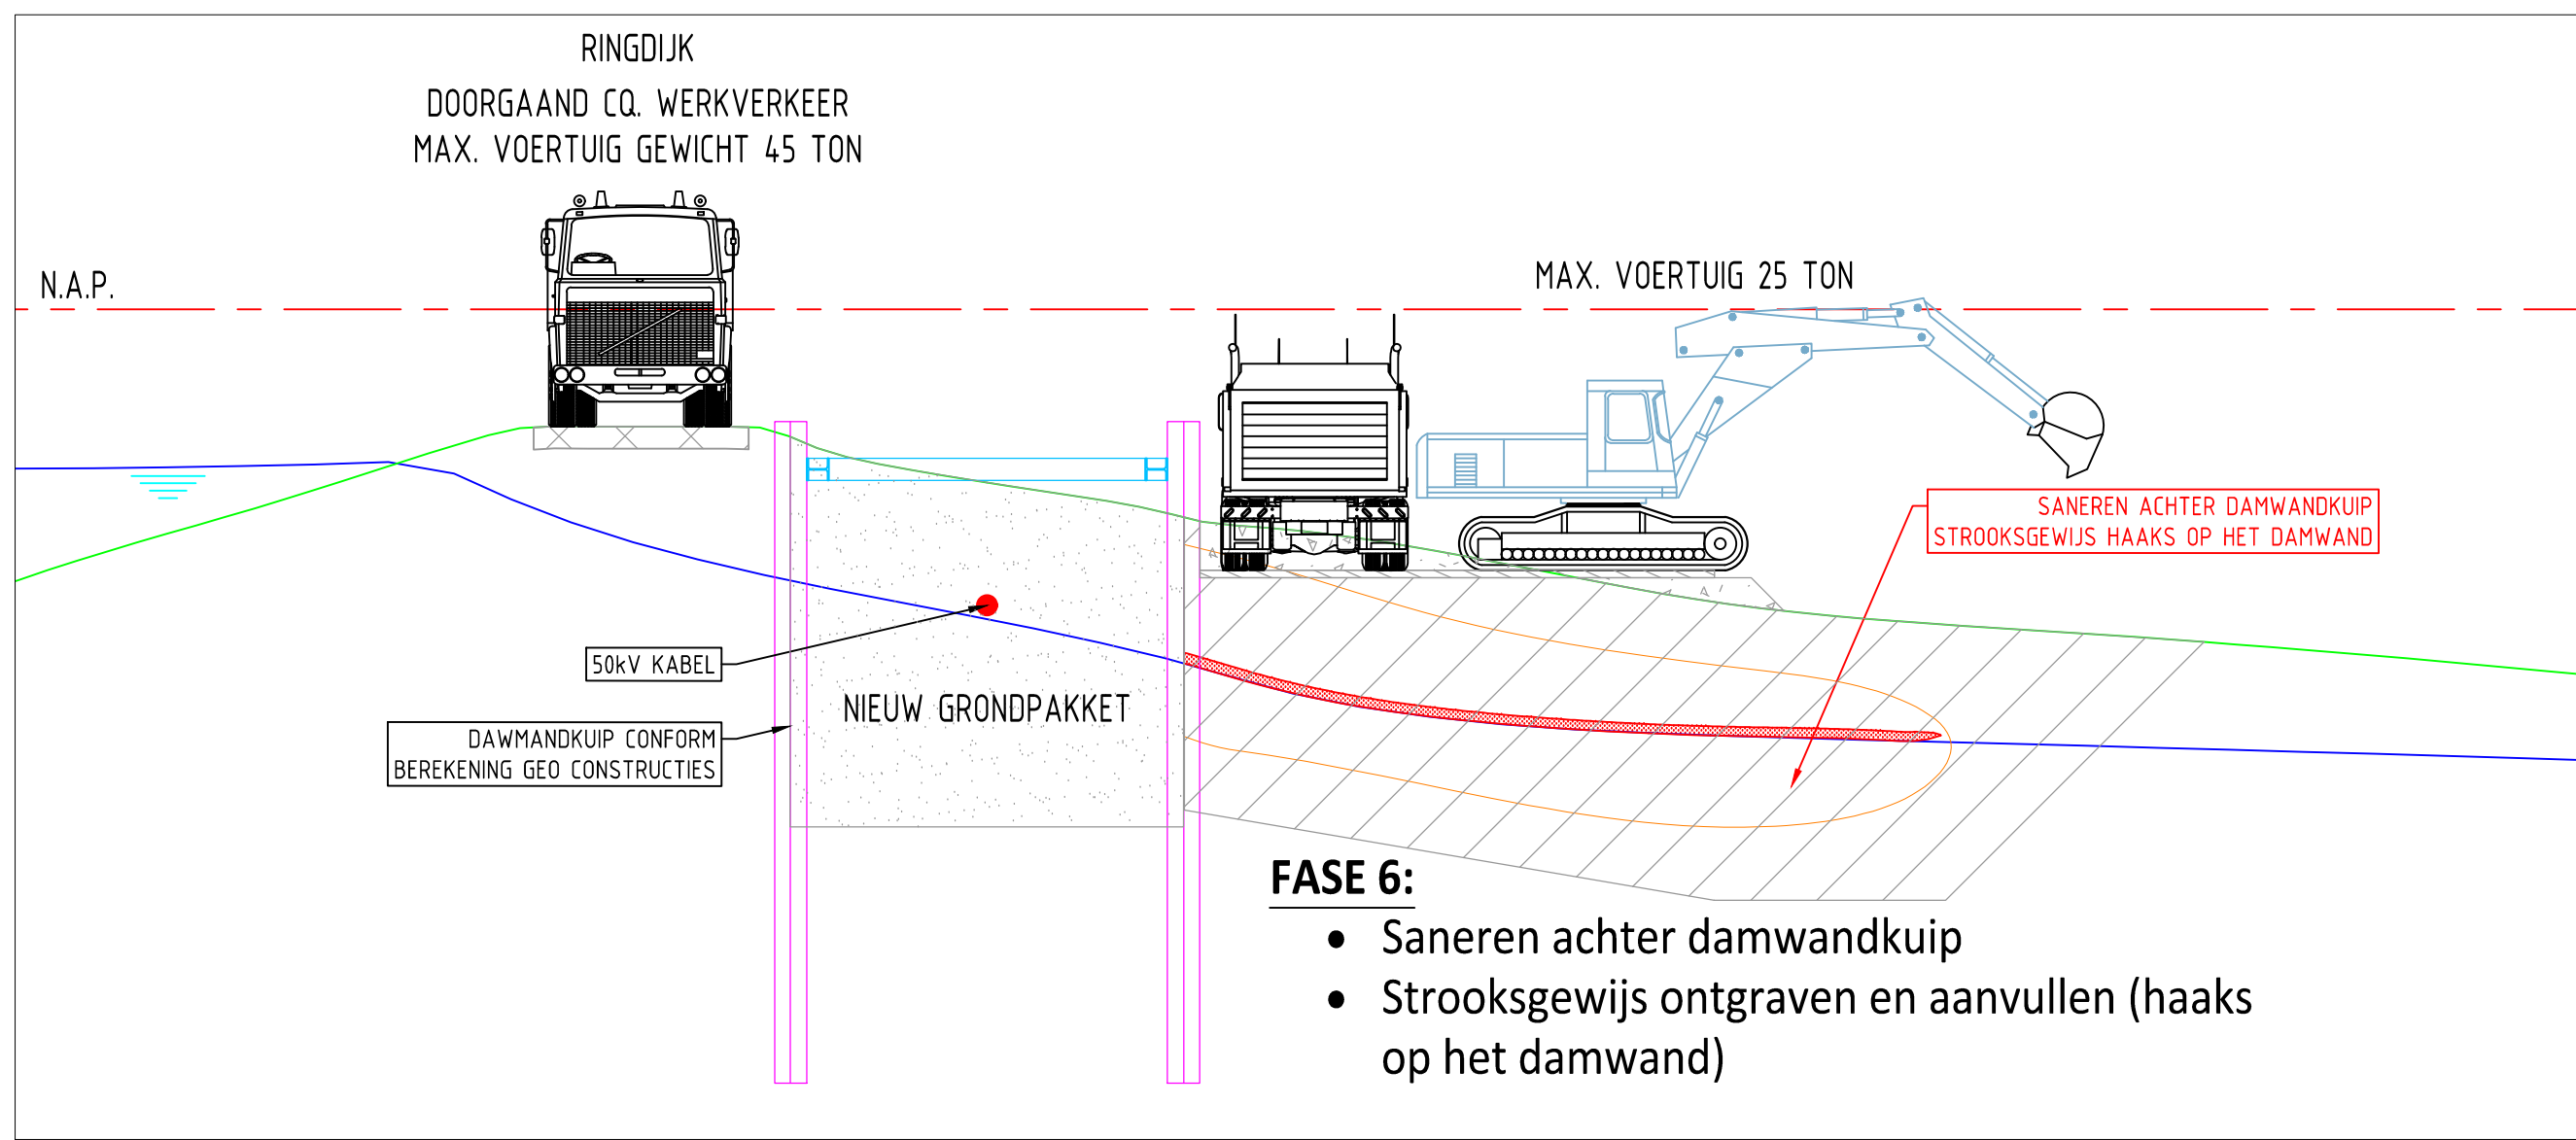 RINGDIJK
DOORGAAND CQ. WERKVERKEER
MAX. VOERTUIG GEWICHT 45 TON
N.A.P.
MAX. VOERTUIG 25 TON
SANEREN ACHTER DAMWANDKUIP
STROOKSGEWIJS HAAKS OP HET DAMWAND
50kV KABEL
NIEUW GRONDPAKKET
DAWMANDKUIP CONFORM
BEREKENING GEO CONSTRUCTIES
FASE 6:
• Saneren achter damwandkuip
• Strooksgewijs ontgraven en aanvullen (haaks
op het damwand)